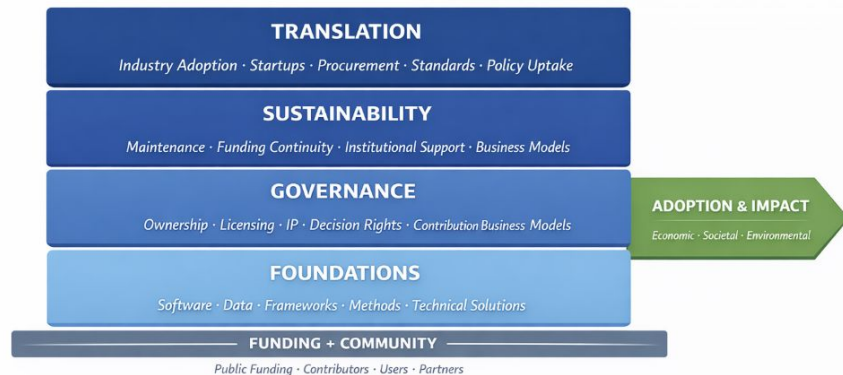 TRANSLATION
Industry Adoption · Startups · Procurement · Standards · Policy Uptake
SUSTAINABILITY
Maintenance · Funding Continuity · Institutional Support · Business Models
GOVERNANCE
Ownership · Licensing · IP · Decision Rights · Contribution Business Models
ADOPTION & IMPACT
Economic · Societal · Environmental
FOUNDATIONS
Software · Data · Frameworks · Methods · Technical Solutions
FUNDING + COMMUNITY
Public Funding · Contributors · Users · Partners